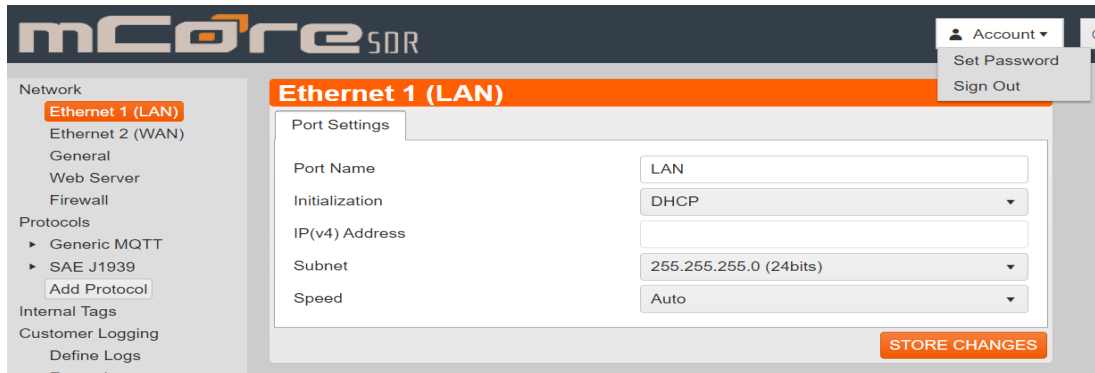 mCore SDR
Account
Set Password
Sign Out
Network
Ethernet 1 (LAN)
Ethernet 2 (WAN)
General
Web Server
Firewall
Protocols
Generic MQTT
SAE J1939
Add Protocol
Internal Tags
Customer Logging
Define Logs
Ethernet 1 (LAN)
Port Settings
Port Name LAN
Initialization DHCP
IP(v4) Address
Subnet 255.255.255.0 (24bits)
Speed Auto
STORE CHANGES